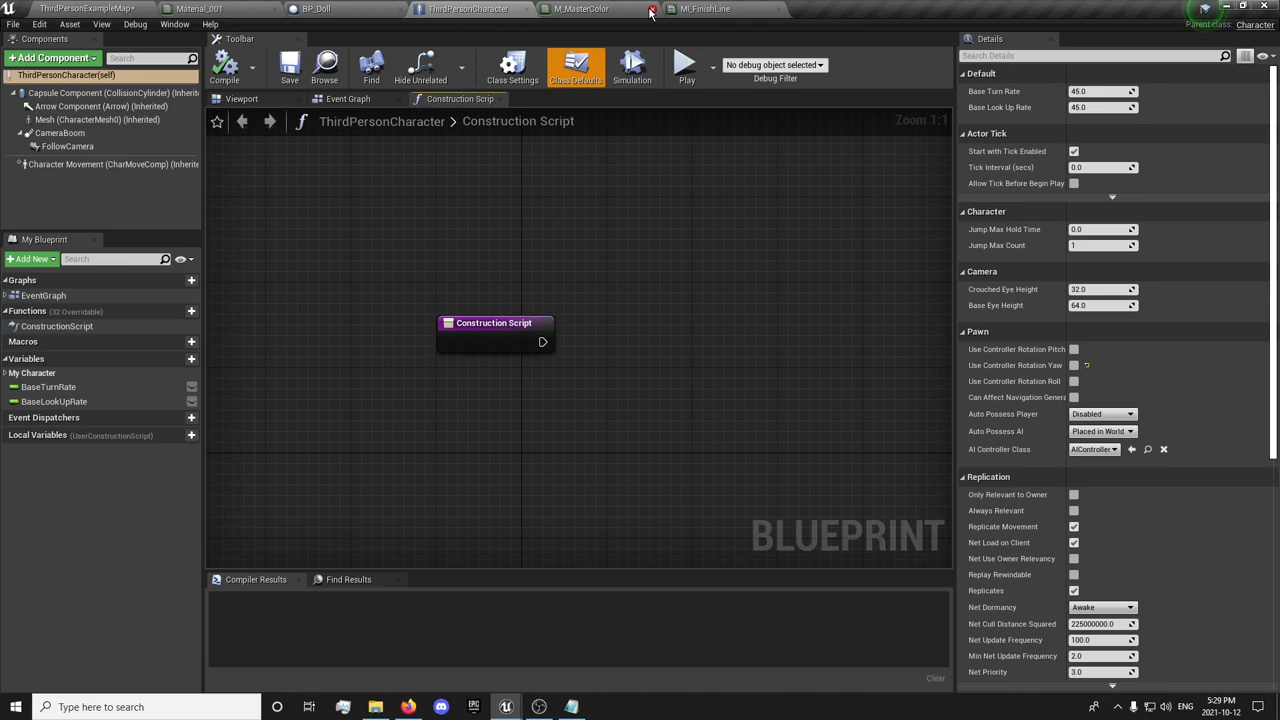 ThirdPersonExampleMap*
Material_001
BP_Doll
ThirdPersonCharacter
M_MasterColor
MI_FinishLine
File
Edit
Asset
View
Debug
Window
Help
Parent class:
Character
Components
Toolbar
Details
Add Component
Search
Compile
Save
Browse
Find
Hide Unrelated
Class Settings
Class Defaults
Simulation
Play
No debug object selected
Debug Filter
Search Details
ThirdPersonCharacter(self)
Capsule Component (CollisionCylinder) (Inheriti
Arrow Component (Arrow) (Inherited)
Mesh (CharacterMesh0) (Inherited)
CameraBoom
FollowCamera
Character Movement (CharMoveComp) (Inherite
Viewport
Event Graph
Construction Scrip
ThirdPersonCharacter > Construction Script
Zoom 1:1
Construction Script
BLUEPRINT
My Blueprint
Add New
Search
Graphs
EventGraph
Functions (32 Overridable)
ConstructionScript
Macros
Variables
My Character
BaseTurnRate
BaseLookUpRate
Event Dispatchers
Local Variables (UserConstructionScript)
Compiler Results
Find Results
Clear
Default
Base Turn Rate 45.0
Base Look Up Rate 45.0
Actor Tick
Start with Tick Enabled
Tick Interval (secs) 0.0
Allow Tick Before Begin Play
Character
Jump Max Hold Time 0.0
Jump Max Count 1
Camera
Crouched Eye Height 32.0
Base Eye Height 64.0
Pawn
Use Controller Rotation Pitch
Use Controller Rotation Yaw
Use Controller Rotation Roll
Can Affect Navigation Genera
Auto Possess Player Disabled
Auto Possess AI Placed in World
AI Controller Class AIController
Replication
Only Relevant to Owner
Always Relevant
Replicate Movement
Net Load on Client
Net Use Owner Relevancy
Replay Rewindable
Replicates
Net Dormancy Awake
Net Cull Distance Squared 225000000.0
Net Update Frequency 100.0
Min Net Update Frequency 2.0
Net Priority 3.0
Type here to search
EPIC
ENG
5:29 PM
2021-10-12